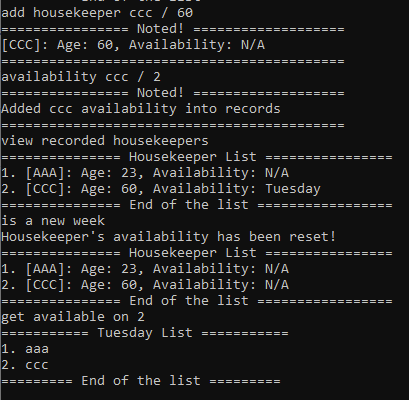 End of the list
add housekeeper ccc / 60
================ Noted! ===================
[CCC]: Age: 60, Availability: N/A
===========================================
availability ccc / 2
================ Noted! ===================
Added ccc availability into records
===========================================
view recorded housekeepers
=============== Housekeeper List ================
1. [AAA]: Age: 23, Availability: N/A
2. [CCC]: Age: 60, Availability: Tuesday
=============== End of the list =================
is a new week
Housekeeper's availability has been reset!
=============== Housekeeper List ================
1. [AAA]: Age: 23, Availability: N/A
2. [CCC]: Age: 60, Availability: N/A
=============== End of the list =================
get available on 2
=========== Tuesday List ===========
1. aaa
2. ccc
========= End of the list =========